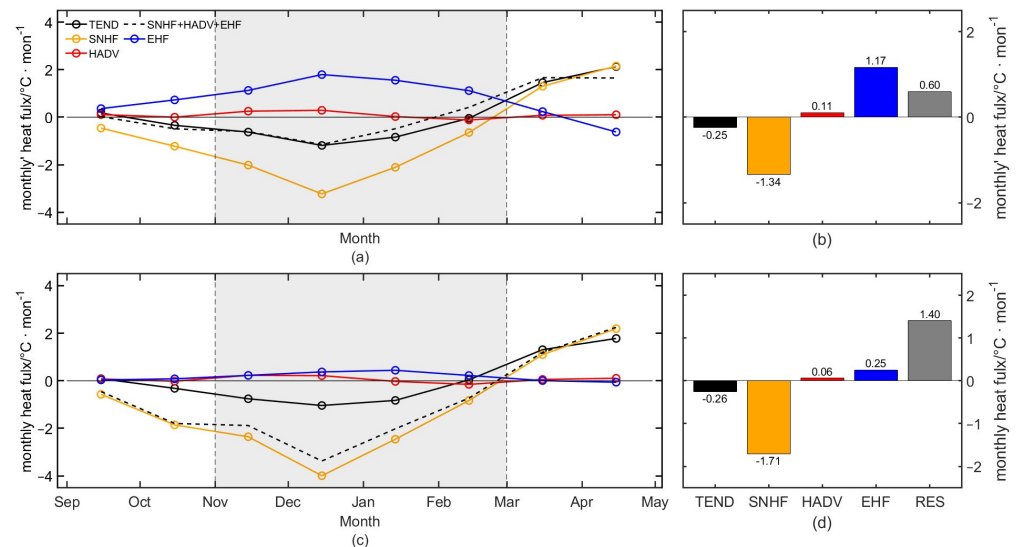 TEND
SNHF+HADV+EHF
SNHF
EHF
HADV
monthly' heat fulx/°C · mon⁻¹
4
2
0
−2
−4
Month
(a)
2
0
−2
monthly' heat fulx/°C · mon⁻¹
-0.25
-1.34
0.11
1.17
0.60
(b)
monthly heat fulx/°C · mon⁻¹
4
2
0
−2
−4
Sep Oct Nov Dec Jan Feb Mar Apr May
Month
(c)
2
1
0
−1
−2
monthly heat fulx/°C · mon⁻¹
-0.26
-1.71
0.06
0.25
1.40
TEND SNHF HADV EHF RES
(d)